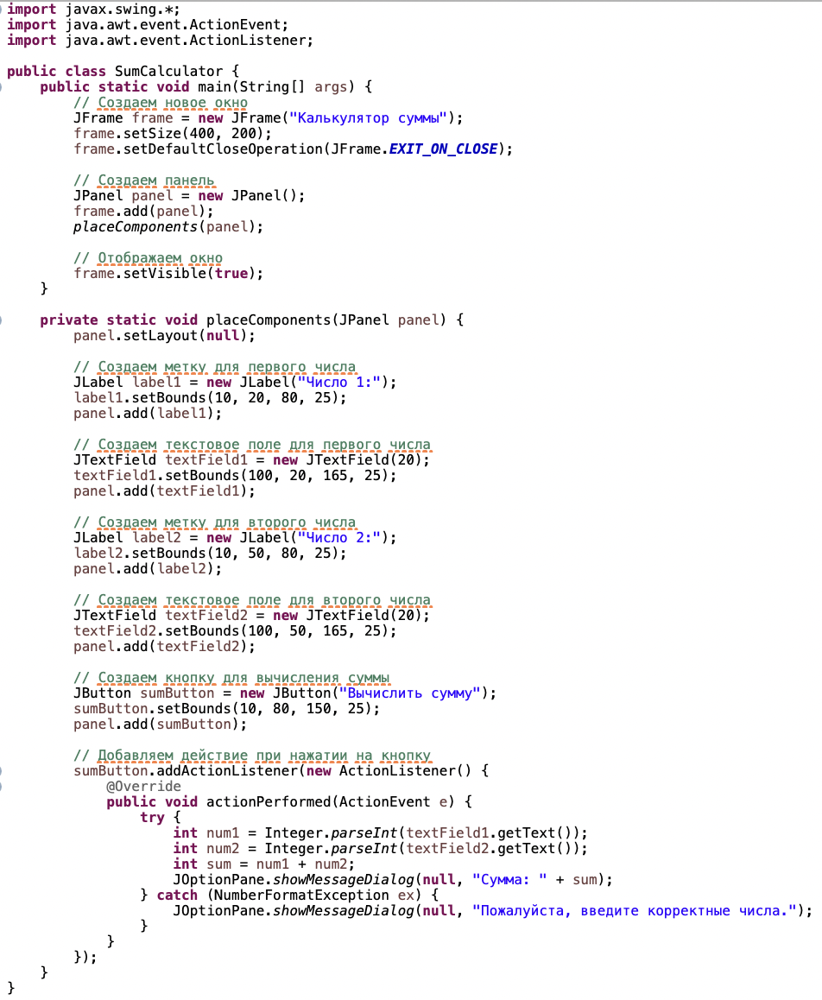 import javax.swing.*;
import java.awt.event.ActionEvent;
import java.awt.event.ActionListener;

public class SumCalculator {
    public static void main(String[] args) {
        // Создаем новое окно
        JFrame frame = new JFrame("Калькулятор суммы");
        frame.setSize(400, 200);
        frame.setDefaultCloseOperation(JFrame.EXIT_ON_CLOSE);

        // Создаем панель
        JPanel panel = new JPanel();
        frame.add(panel);
        placeComponents(panel);

        // Отображаем окно
        frame.setVisible(true);
    }

    private static void placeComponents(JPanel panel) {
        panel.setLayout(null);

        // Создаем метку для первого числа
        JLabel label1 = new JLabel("Число 1:");
        label1.setBounds(10, 20, 80, 25);
        panel.add(label1);

        // Создаем текстовое поле для первого числа
        JTextField textField1 = new JTextField(20);
        textField1.setBounds(100, 20, 165, 25);
        panel.add(textField1);

        // Создаем метку для второго числа
        JLabel label2 = new JLabel("Число 2:");
        label2.setBounds(10, 50, 80, 25);
        panel.add(label2);

        // Создаем текстовое поле для второго числа
        JTextField textField2 = new JTextField(20);
        textField2.setBounds(100, 50, 165, 25);
        panel.add(textField2);

        // Создаем кнопку для вычисления суммы
        JButton sumButton = new JButton("Вычислить сумму");
        sumButton.setBounds(10, 80, 150, 25);
        panel.add(sumButton);

        // Добавляем действие при нажатии на кнопку
        sumButton.addActionListener(new ActionListener() {
            @Override
            public void actionPerformed(ActionEvent e) {
                try {
                    int num1 = Integer.parseInt(textField1.getText());
                    int num2 = Integer.parseInt(textField2.getText());
                    int sum = num1 + num2;
                    JOptionPane.showMessageDialog(null, "Сумма: " + sum);
                } catch (NumberFormatException ex) {
                    JOptionPane.showMessageDialog(null, "Пожалуйста, введите корректные числа.");
                }
            }
        });
    }
}